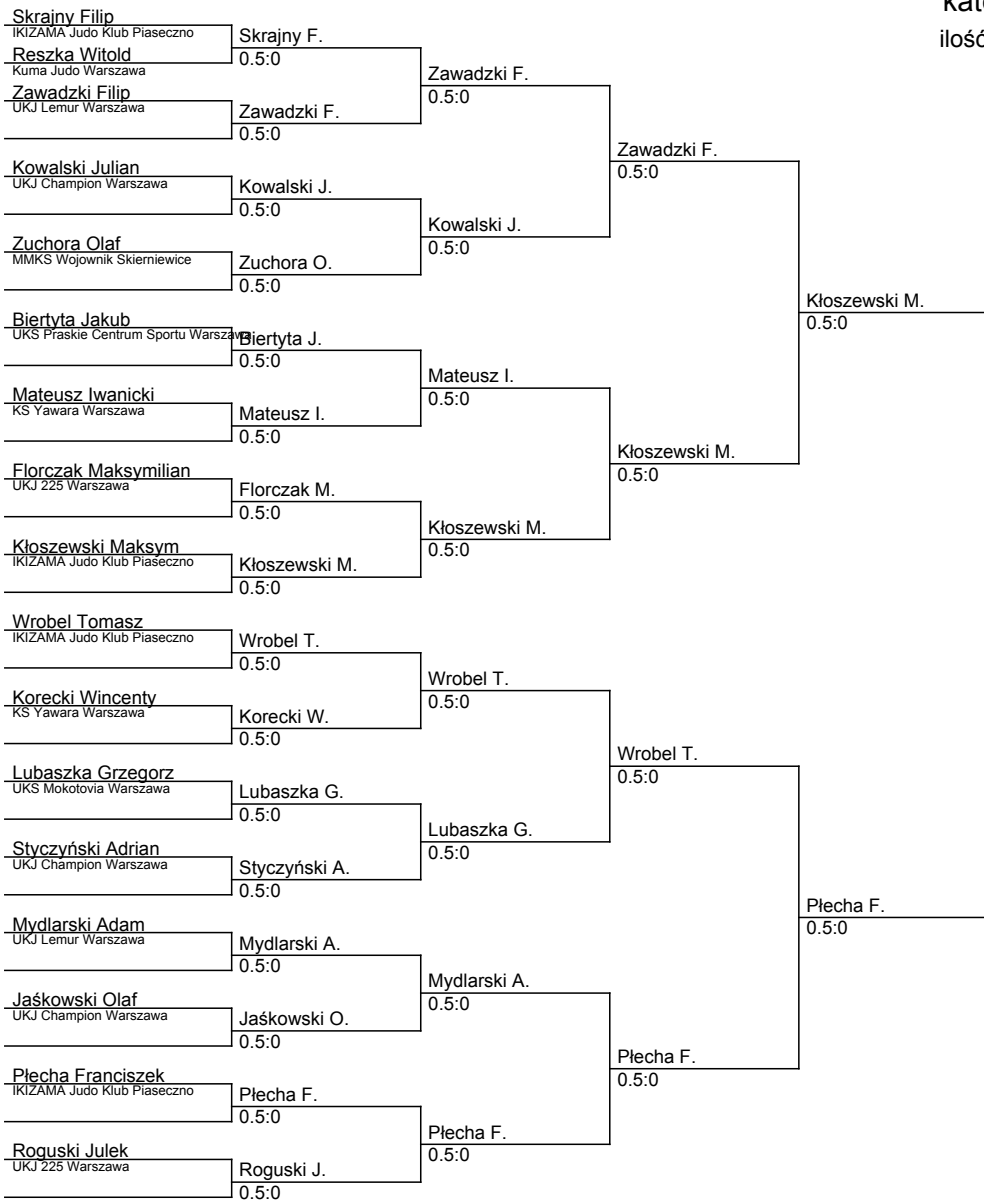 Skrajny Filip
IKIZAMA Judo Klub Piaseczno
Reszka Witold
Kuma Judo Warszawa
Zawadzki Filip
UKJ Lemur Warszawa
Kowalski Julian
UKJ Champion Warszawa
Zuchora Olaf
MMKS Wojownik Skierniewice
Biertyta Jakub
UKS Praskie Centrum Sportu Warszawa
Mateusz Iwanicki
KS Yawara Warszawa
Florczak Maksymilian
UKJ 225 Warszawa
Kłoszewski Maksym
IKIZAMA Judo Klub Piaseczno
Wrobel Tomasz
IKIZAMA Judo Klub Piaseczno
Korecki Wincenty
KS Yawara Warszawa
Lubaszka Grzegorz
UKS Mokotovia Warszawa
Styczyński Adrian
UKJ Champion Warszawa
Mydlarski Adam
UKJ Lemur Warszawa
Jaśkowski Olaf
UKJ Champion Warszawa
Płecha Franciszek
IKIZAMA Judo Klub Piaseczno
Roguski Julek
UKJ 225 Warszawa
Skrajny F.
0.5:0
Zawadzki F.
0.5:0
Kowalski J.
0.5:0
Zuchora O.
0.5:0
Biertyta J.
0.5:0
Mateusz I.
0.5:0
Florczak M.
0.5:0
Kłoszewski M.
0.5:0
Wrobel T.
0.5:0
Korecki W.
0.5:0
Lubaszka G.
0.5:0
Styczyński A.
0.5:0
Mydlarski A.
0.5:0
Jaśkowski O.
0.5:0
Płecha F.
0.5:0
Roguski J.
0.5:0
Zawadzki F.
0.5:0
Kowalski J.
0.5:0
Mateusz I.
0.5:0
Kłoszewski M.
0.5:0
Wrobel T.
0.5:0
Lubaszka G.
0.5:0
Mydlarski A.
0.5:0
Płecha F.
0.5:0
Zawadzki F.
0.5:0
Kłoszewski M.
0.5:0
Wrobel T.
0.5:0
Płecha F.
0.5:0
Kłoszewski M.
0.5:0
Płecha F.
0.5:0
ilość